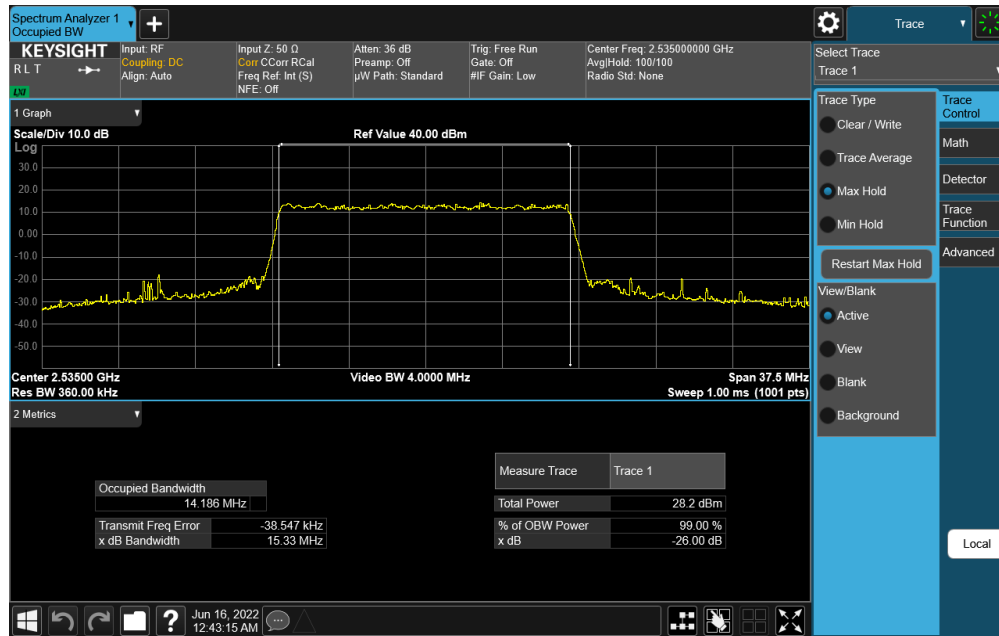 Spectrum Analyzer 1
Occupied BW
Trace
KEYSIGHT
R L T
LXI
Input: RF
Coupling: DC
Align: Auto
Input Z: 50 Ω
Corr CCorr RCal
Freq Ref: Int (S)
NFE: Off
Atten: 36 dB
Preamp: Off
µW Path: Standard
Trig: Free Run
Gate: Off
#IF Gain: Low
Center Freq: 2.535000000 GHz
Avg|Hold: 100/100
Radio Std: None
Select Trace
Trace 1
1 Graph
Scale/Div 10.0 dB
Ref Value 40.00 dBm
Log
30.0
20.0
10.0
0.00
-10.0
-20.0
-30.0
-40.0
-50.0
Center 2.53500 GHz
Video BW 4.0000 MHz
Span 37.5 MHz
Res BW 360.00 kHz
Sweep 1.00 ms (1001 pts)
2 Metrics
Occupied Bandwidth
14.186 MHz
Transmit Freq Error -38.547 kHz
x dB Bandwidth 15.33 MHz
Measure Trace Trace 1
Total Power 28.2 dBm
% of OBW Power 99.00 %
x dB -26.00 dB
Trace Type
Clear / Write
Trace Average
Max Hold
Min Hold
Restart Max Hold
View/Blank
Active
View
Blank
Background
Trace
Control
Math
Detector
Trace
Function
Advanced
Local
?
Jun 16, 2022
12:43:15 AM